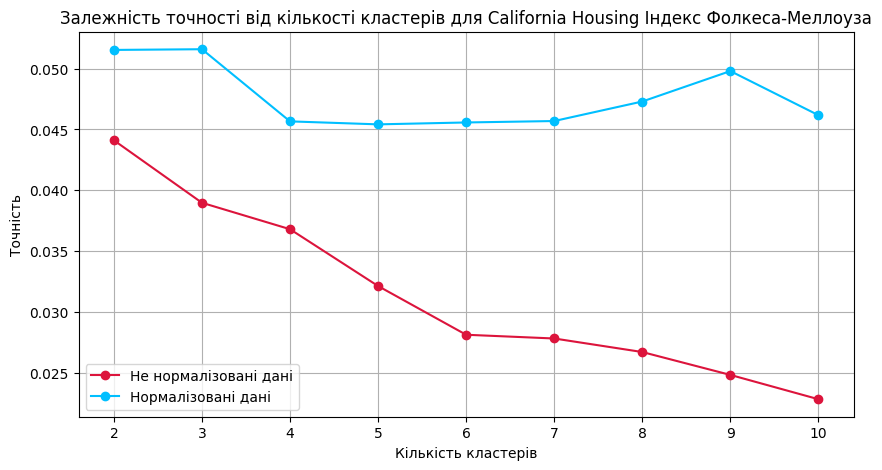 Залежність точності від кількості кластерів для California Housing Індекс Фолкеса-Меллоуза
Точність
0.050
0.045
0.040
0.035
0.030
0.025
Не нормалізовані дані
Нормалізовані дані
2 3 4 5 6 7 8 9 10
Кількість кластерів